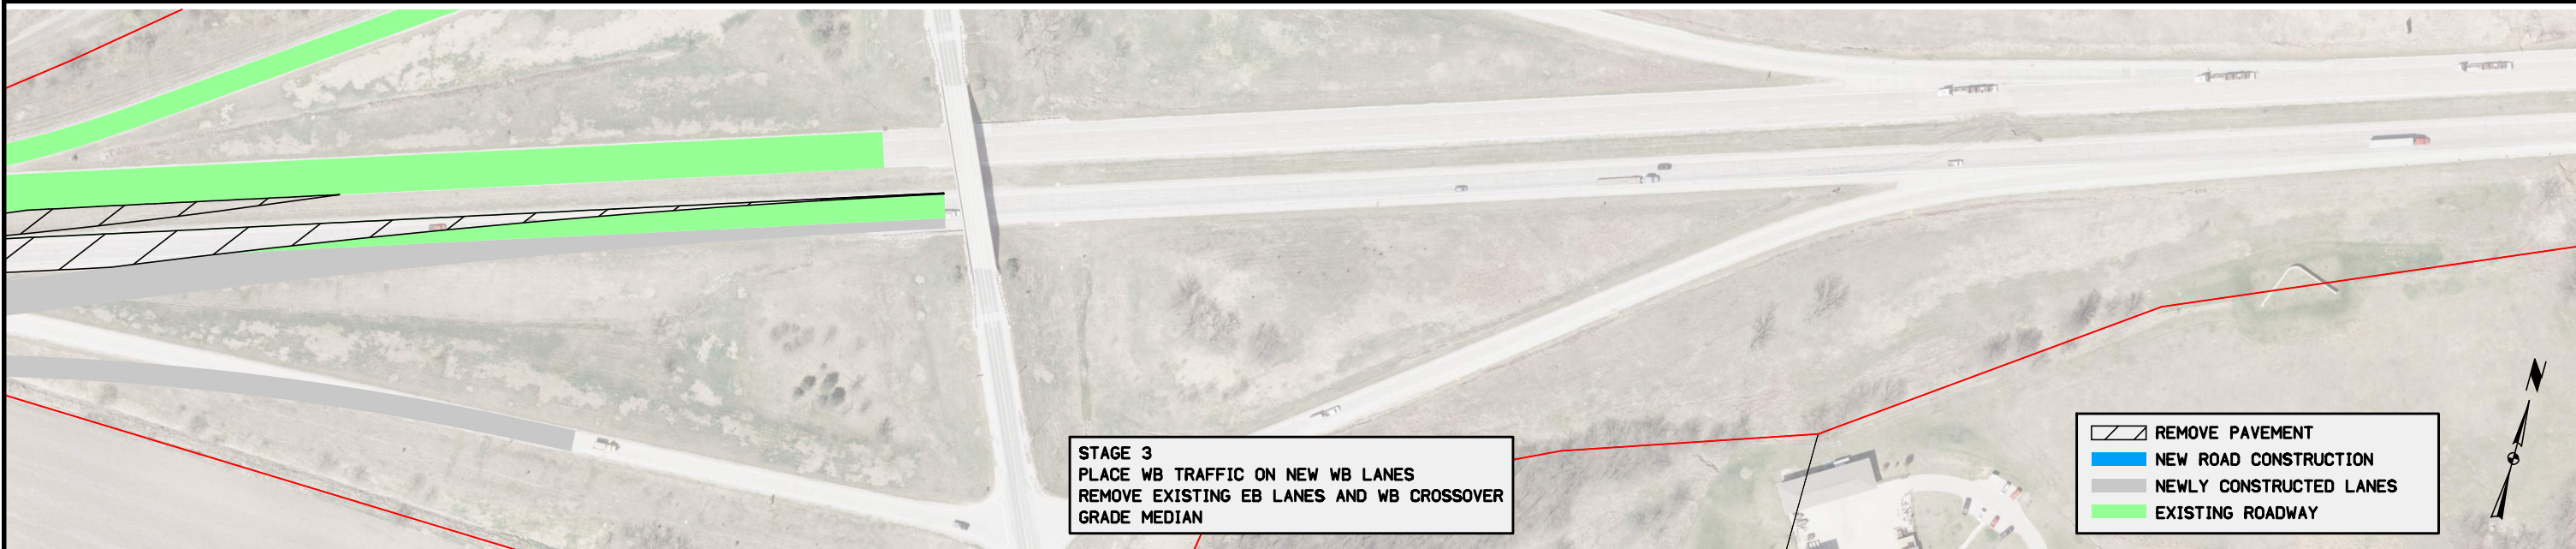 STAGE 3
PLACE WB TRAFFIC ON NEW WB LANES
REMOVE EXISTING EB LANES AND WB CROSSOVER
GRADE MEDIAN
REMOVE PAVEMENT
NEW ROAD CONSTRUCTION
NEWLY CONSTRUCTED LANES
EXISTING ROADWAY
N